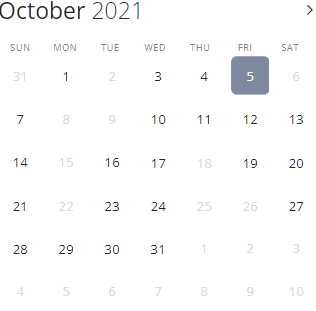 October 2021
SUN MON TUE WED THU FRI SAT
31 1 2 3 4 5 6
7 8 9 10 11 12 13
14 15 16 17 18 19 20
21 22 23 24 25 26 27
28 29 30 31 1 2 3
4 5 6 7 8 9 10